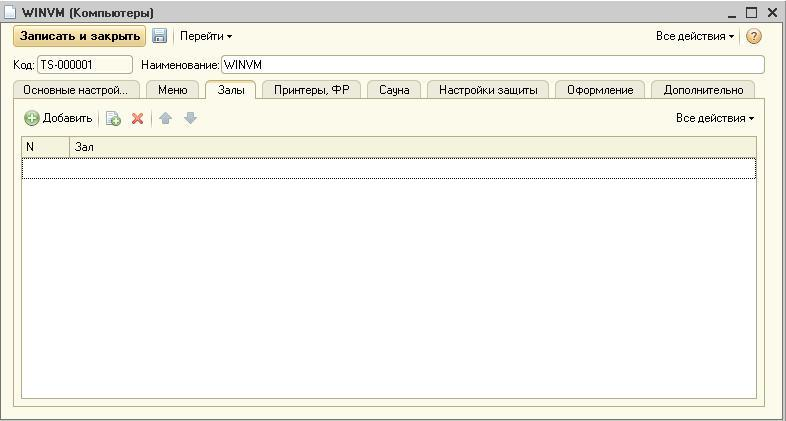 WINVM (Компьютеры)
Записать и закрыть Перейти Все действия ?
Код: TS-000001 Наименование: WINVM
Основные настрой... Меню Залы Принтеры, ФР Сауна Настройки защиты Оформление Дополнительно
Добавить Все действия
N Зал